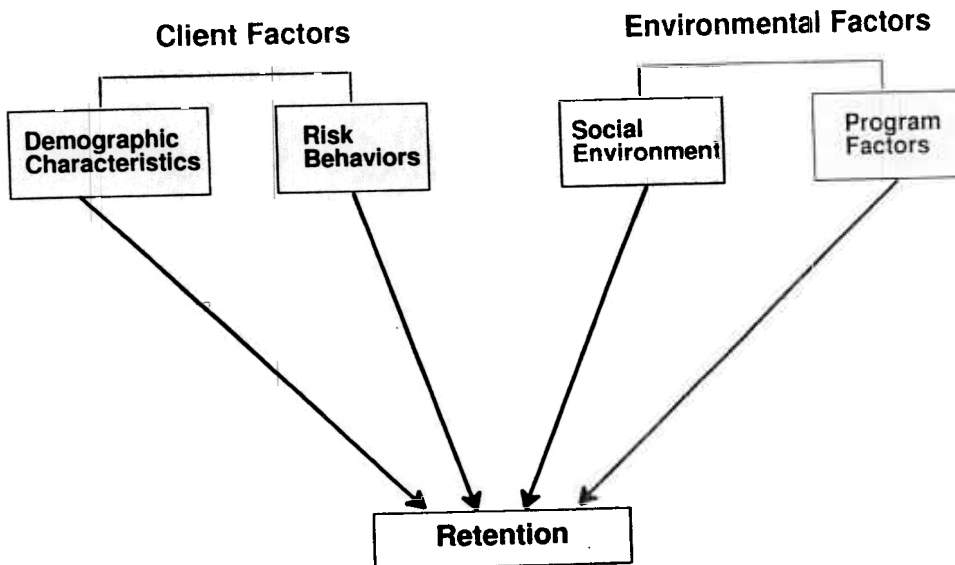 Client Factors
Environmental Factors
Demographic
Characteristics
Risk
Behaviors
Social
Environment
Program
Factors
Retention